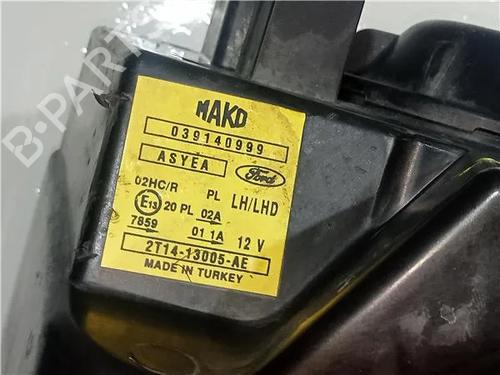 B-PARTS
MAKO
039140999
ASYEA
Ford
02HC/R PL LH/LHD
E13 20 PL 02A
7859 01 1A 12 V
2T14-13005-AE
MADE IN TURKEY